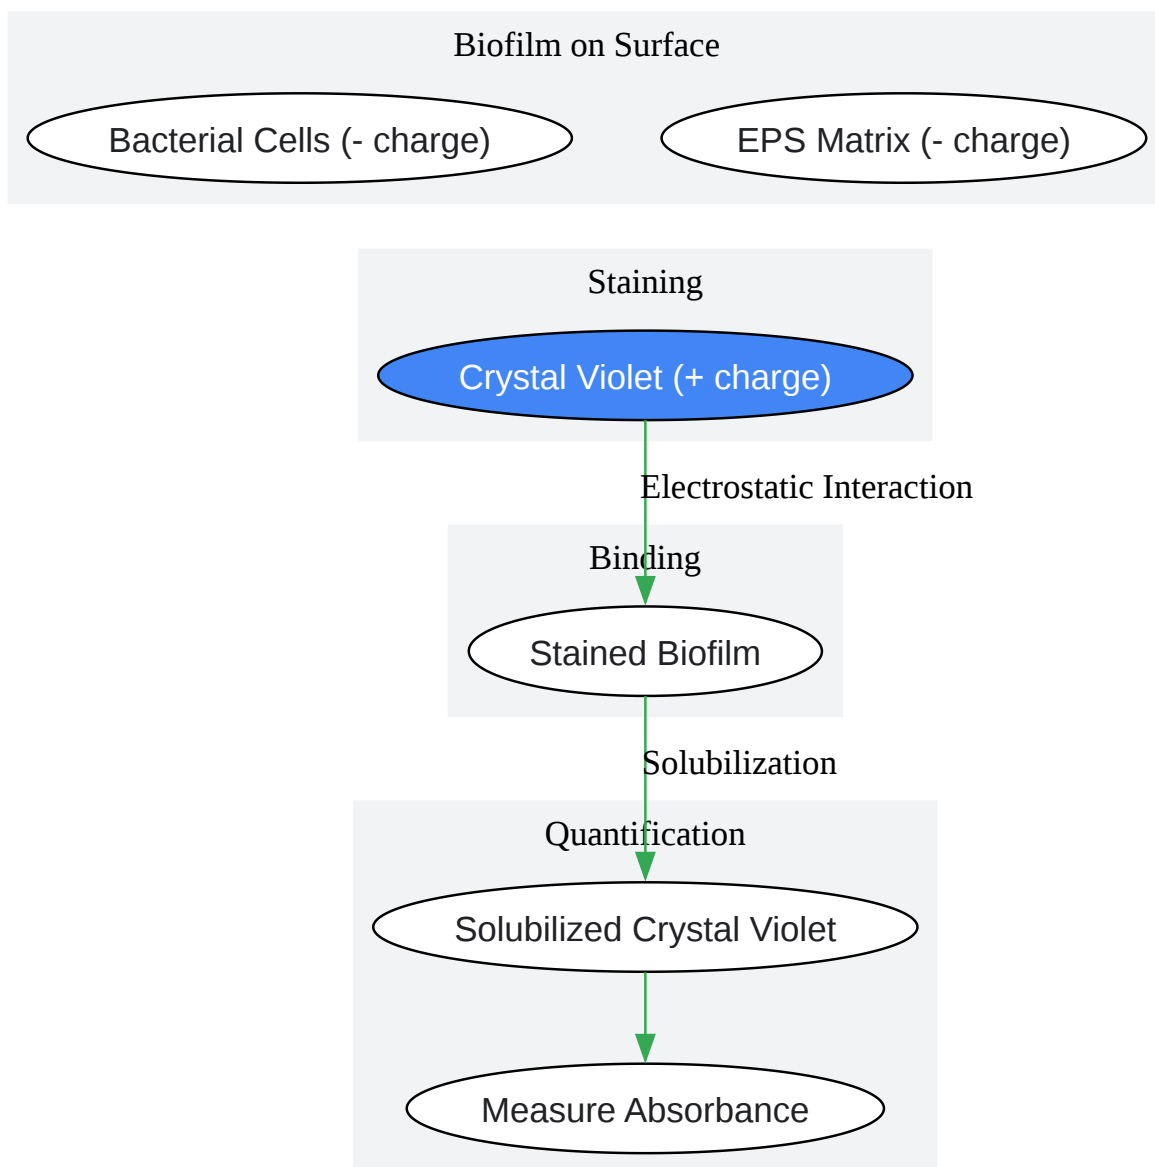 Biofilm on Surface
Bacterial Cells (- charge)
EPS Matrix (- charge)
Staining
Crystal Violet (+ charge)
Electrostatic Interaction
Binding
Stained Biofilm
Solubilization
Quantification
Solubilized Crystal Violet
Measure Absorbance